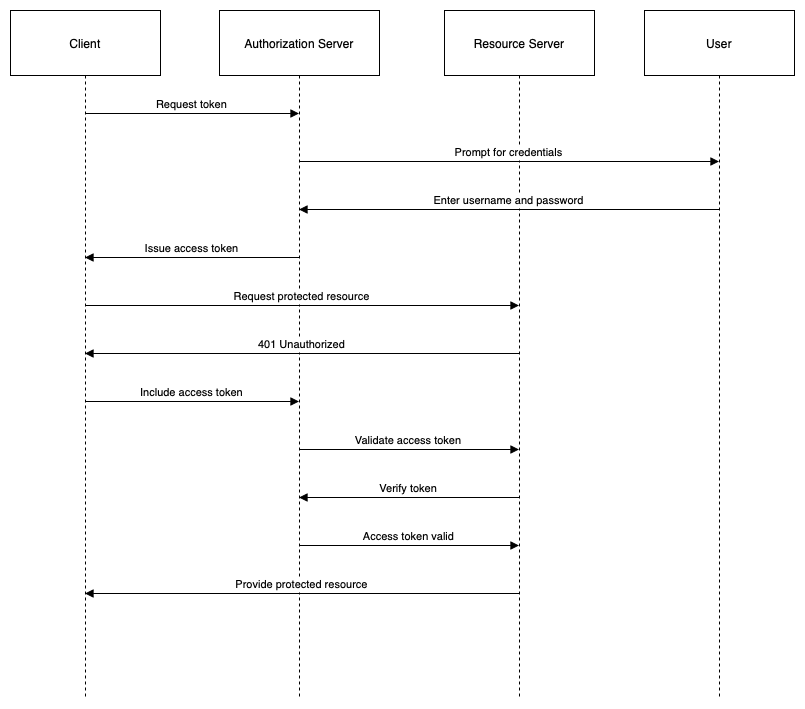 Client
Authorization Server
Resource Server
User
Request token
Prompt for credentials
Enter username and password
Issue access token
Request protected resource
401 Unauthorized
Include access token
Validate access token
Verify token
Access token valid
Provide protected resource